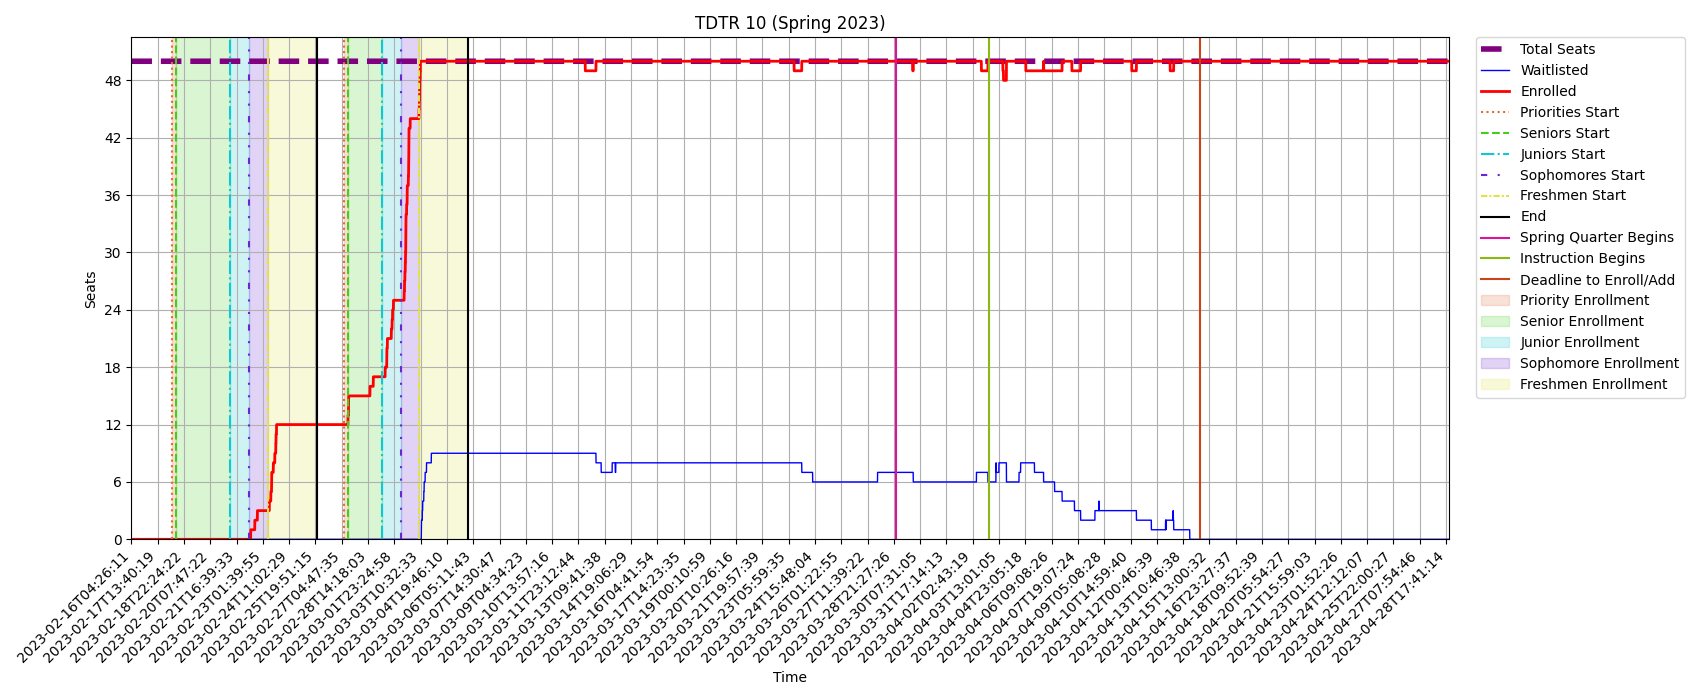 TDTR 10 (Spring 2023)
Seats
48
42
36
30
24
18
12
6
0
2023-02-16T04:26:11
2023-02-17T13:40:19
2023-02-18T22:24:22
2023-02-20T07:47:22
2023-02-21T16:39:33
2023-02-23T01:39:55
2023-02-24T11:02:29
2023-02-25T19:51:15
2023-02-27T04:47:35
2023-02-28T14:18:03
2023-03-01T23:24:58
2023-03-03T10:32:33
2023-03-04T19:46:10
2023-03-06T05:11:43
2023-03-07T14:30:47
2023-03-09T04:34:23
2023-03-10T13:57:16
2023-03-11T23:12:44
2023-03-13T09:41:38
2023-03-14T19:06:29
2023-03-16T04:41:54
2023-03-17T14:23:35
2023-03-19T00:10:59
2023-03-20T10:26:16
2023-03-21T19:57:39
2023-03-23T05:59:35
2023-03-24T15:48:04
2023-03-26T01:22:55
2023-03-27T11:39:22
2023-03-28T21:27:26
2023-03-30T07:31:05
2023-03-31T17:14:13
2023-04-02T02:43:19
2023-04-03T13:01:05
2023-04-04T23:05:18
2023-04-06T09:08:26
2023-04-07T19:07:24
2023-04-09T05:08:28
2023-04-10T14:59:40
2023-04-12T00:46:39
2023-04-13T10:46:38
2023-04-15T13:00:32
2023-04-16T23:27:37
2023-04-18T09:52:39
2023-04-20T05:54:27
2023-04-21T15:59:03
2023-04-23T01:52:26
2023-04-24T12:12:07
2023-04-25T22:00:27
2023-04-27T07:54:46
2023-04-28T17:41:14
Time
Total Seats
Waitlisted
Enrolled
Priorities Start
Seniors Start
Juniors Start
Sophomores Start
Freshmen Start
End
Spring Quarter Begins
Instruction Begins
Deadline to Enroll/Add
Priority Enrollment
Senior Enrollment
Junior Enrollment
Sophomore Enrollment
Freshmen Enrollment